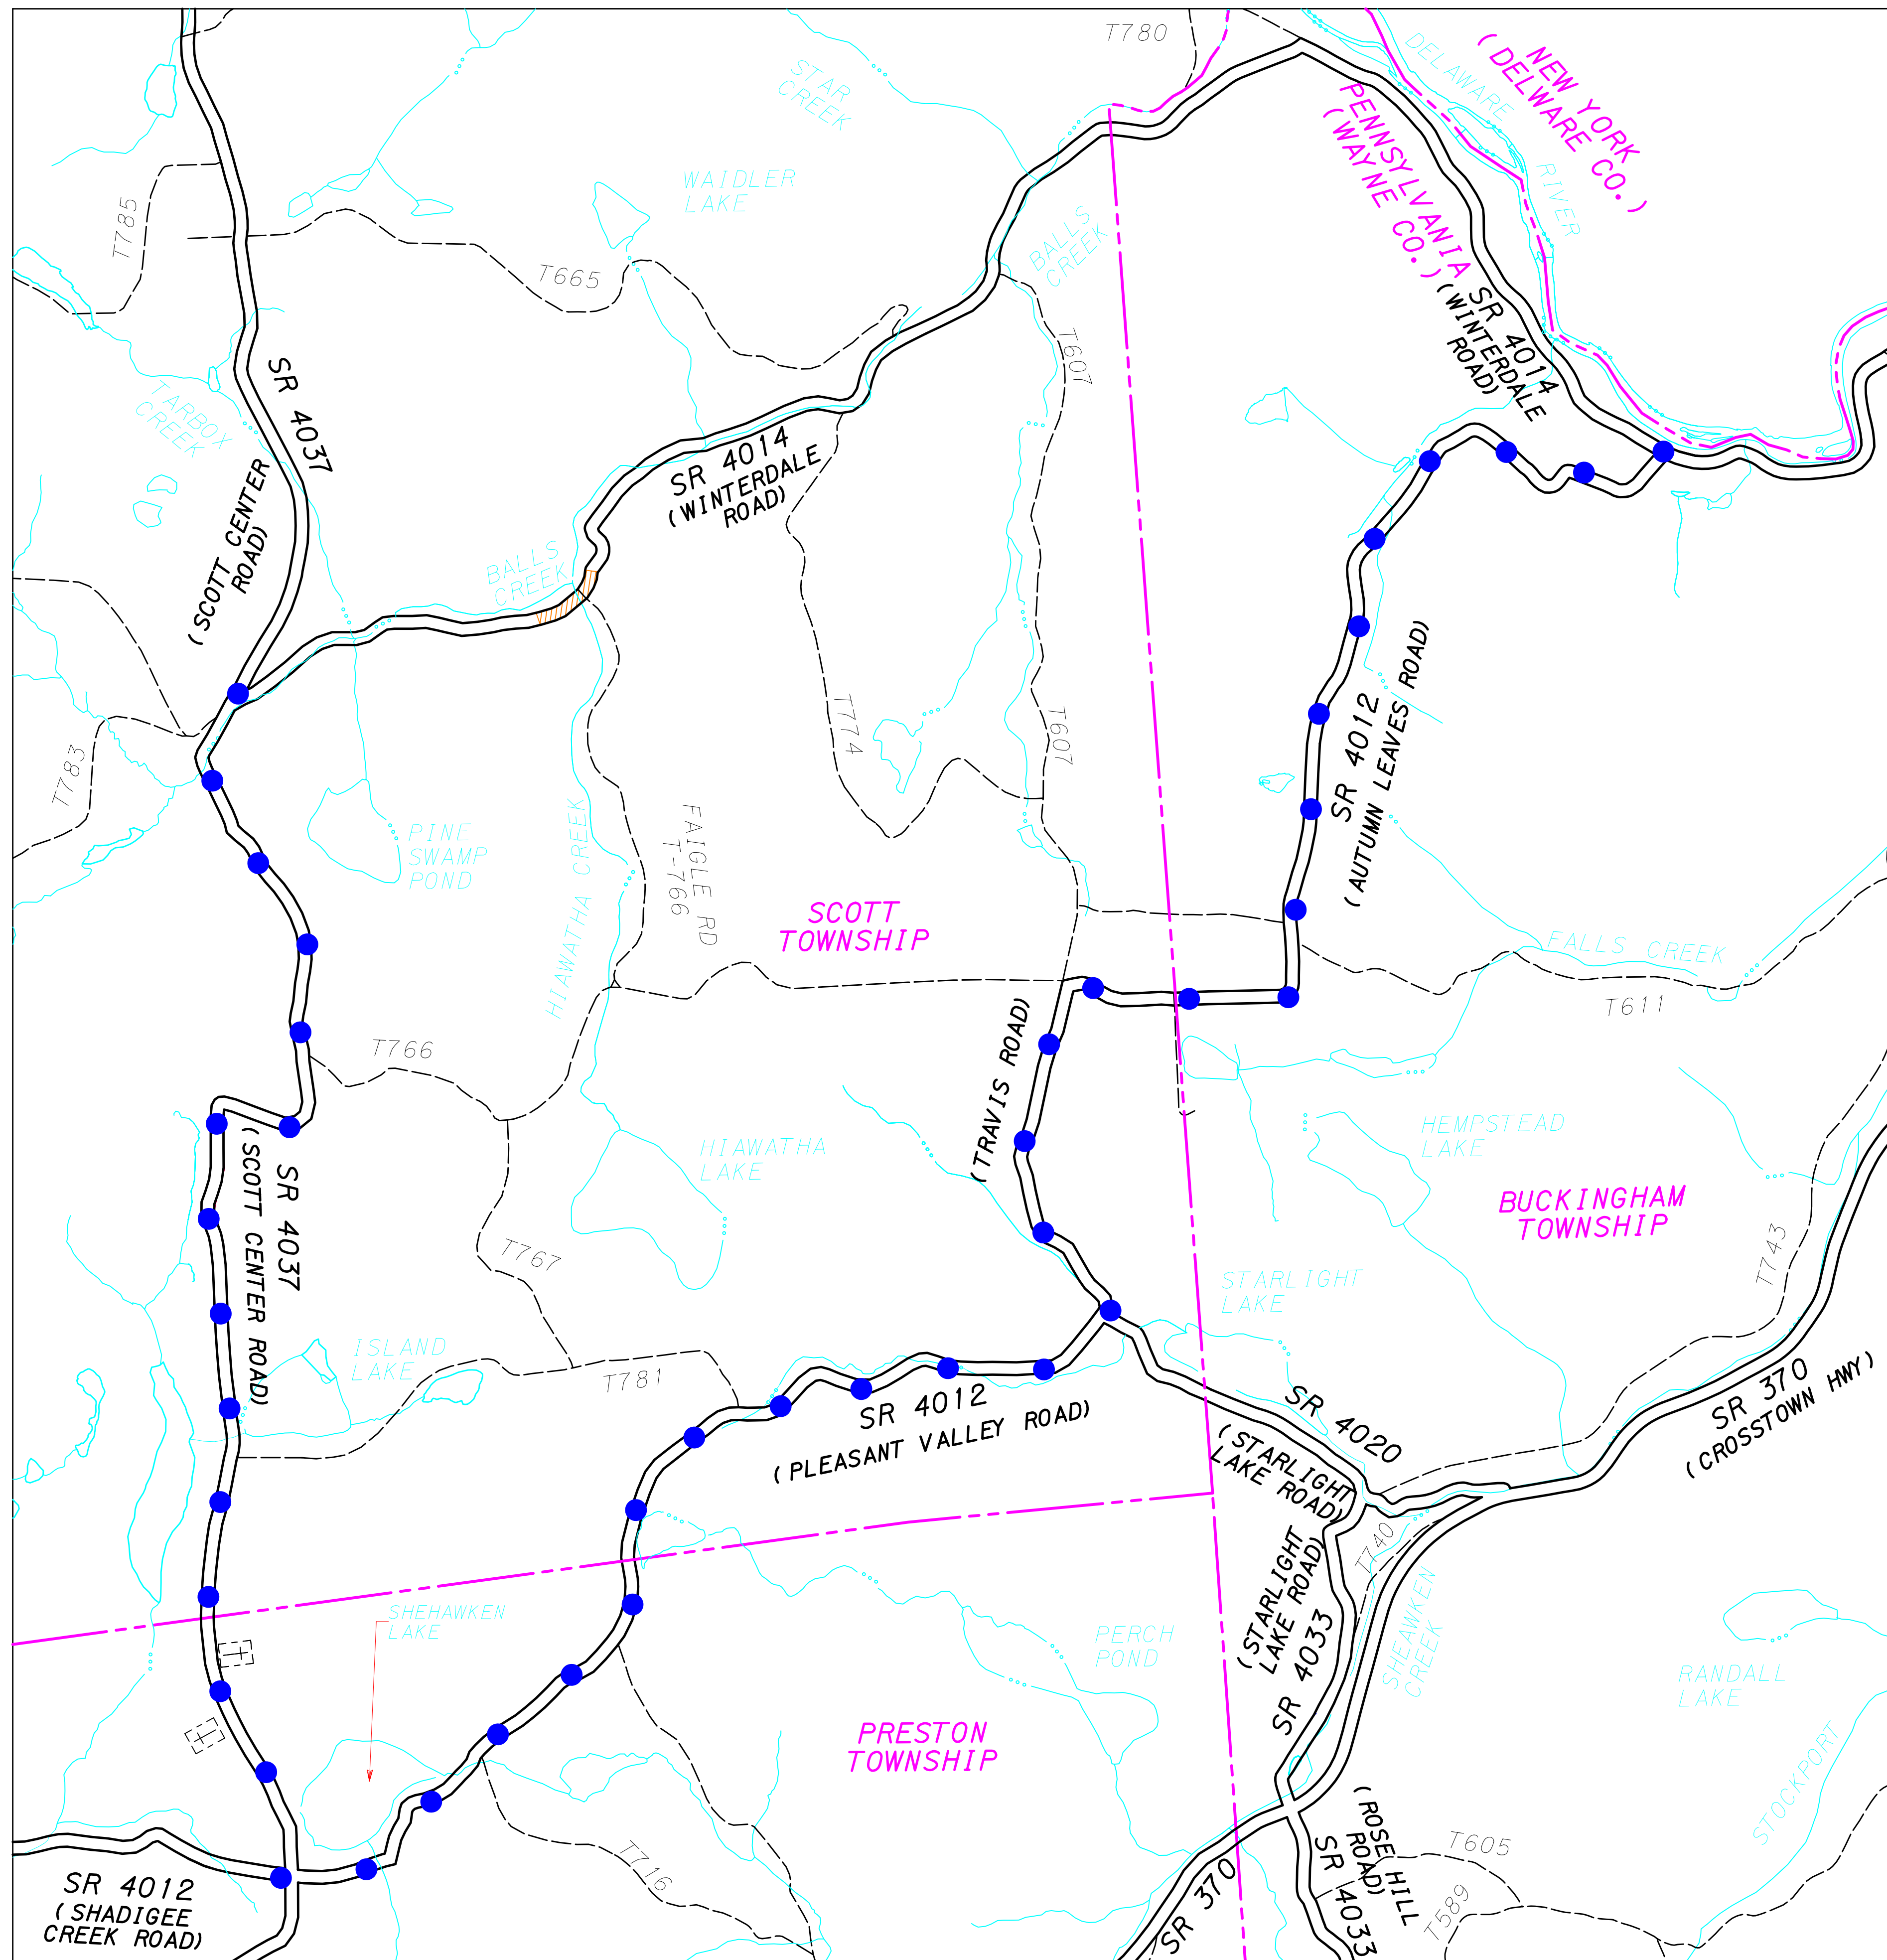 T780
DELAWARE
NEW YORK
( DELWARE CO. )
STAR
CREEK
PENNSYLVANIA
( WAYNE CO. )
RIVER
WAIDLER
LAKE
T785
BALLS
CREEK
T665
SR 4014
( WINTERDALE
ROAD)
T607
SR 4037
TARBOX
CREEK
SR 4014
( WINTERDALE
ROAD)
( SCOTT CENTER
ROAD)
BALLS
CREEK
T774
T607
SR 4012
( AUTUMN LEAVES ROAD)
T783
PINE
SWAMP
POND
HIAWATHA CREEK
FAIGLE RD
T-766
SCOTT
TOWNSHIP
FALLS CREEK
T611
T766
( TRAVIS ROAD)
HIAWATHA
LAKE
HEMPSTEAD
LAKE
SR 4037
( SCOTT CENTER ROAD)
BUCKINGHAM
TOWNSHIP
T767
T743
STARLIGHT
LAKE
ISLAND
LAKE
T781
SR 4012
( PLEASANT VALLEY ROAD)
SR 4020
( STARLIGHT
LAKE ROAD)
SR 370
( CROSSTOWN HWY)
T740
( STARLIGHT
LAKE ROAD)
SR 4033
SHEAWKEN
CREEK
SHEHAWKEN
LAKE
PERCH
POND
RANDALL
LAKE
PRESTON
TOWNSHIP
STOCKPORT
( ROSE HILL
ROAD)
SR 4033
T605
T716
T589
SR 370
SR 4012
( SHADIGEE
CREEK ROAD)